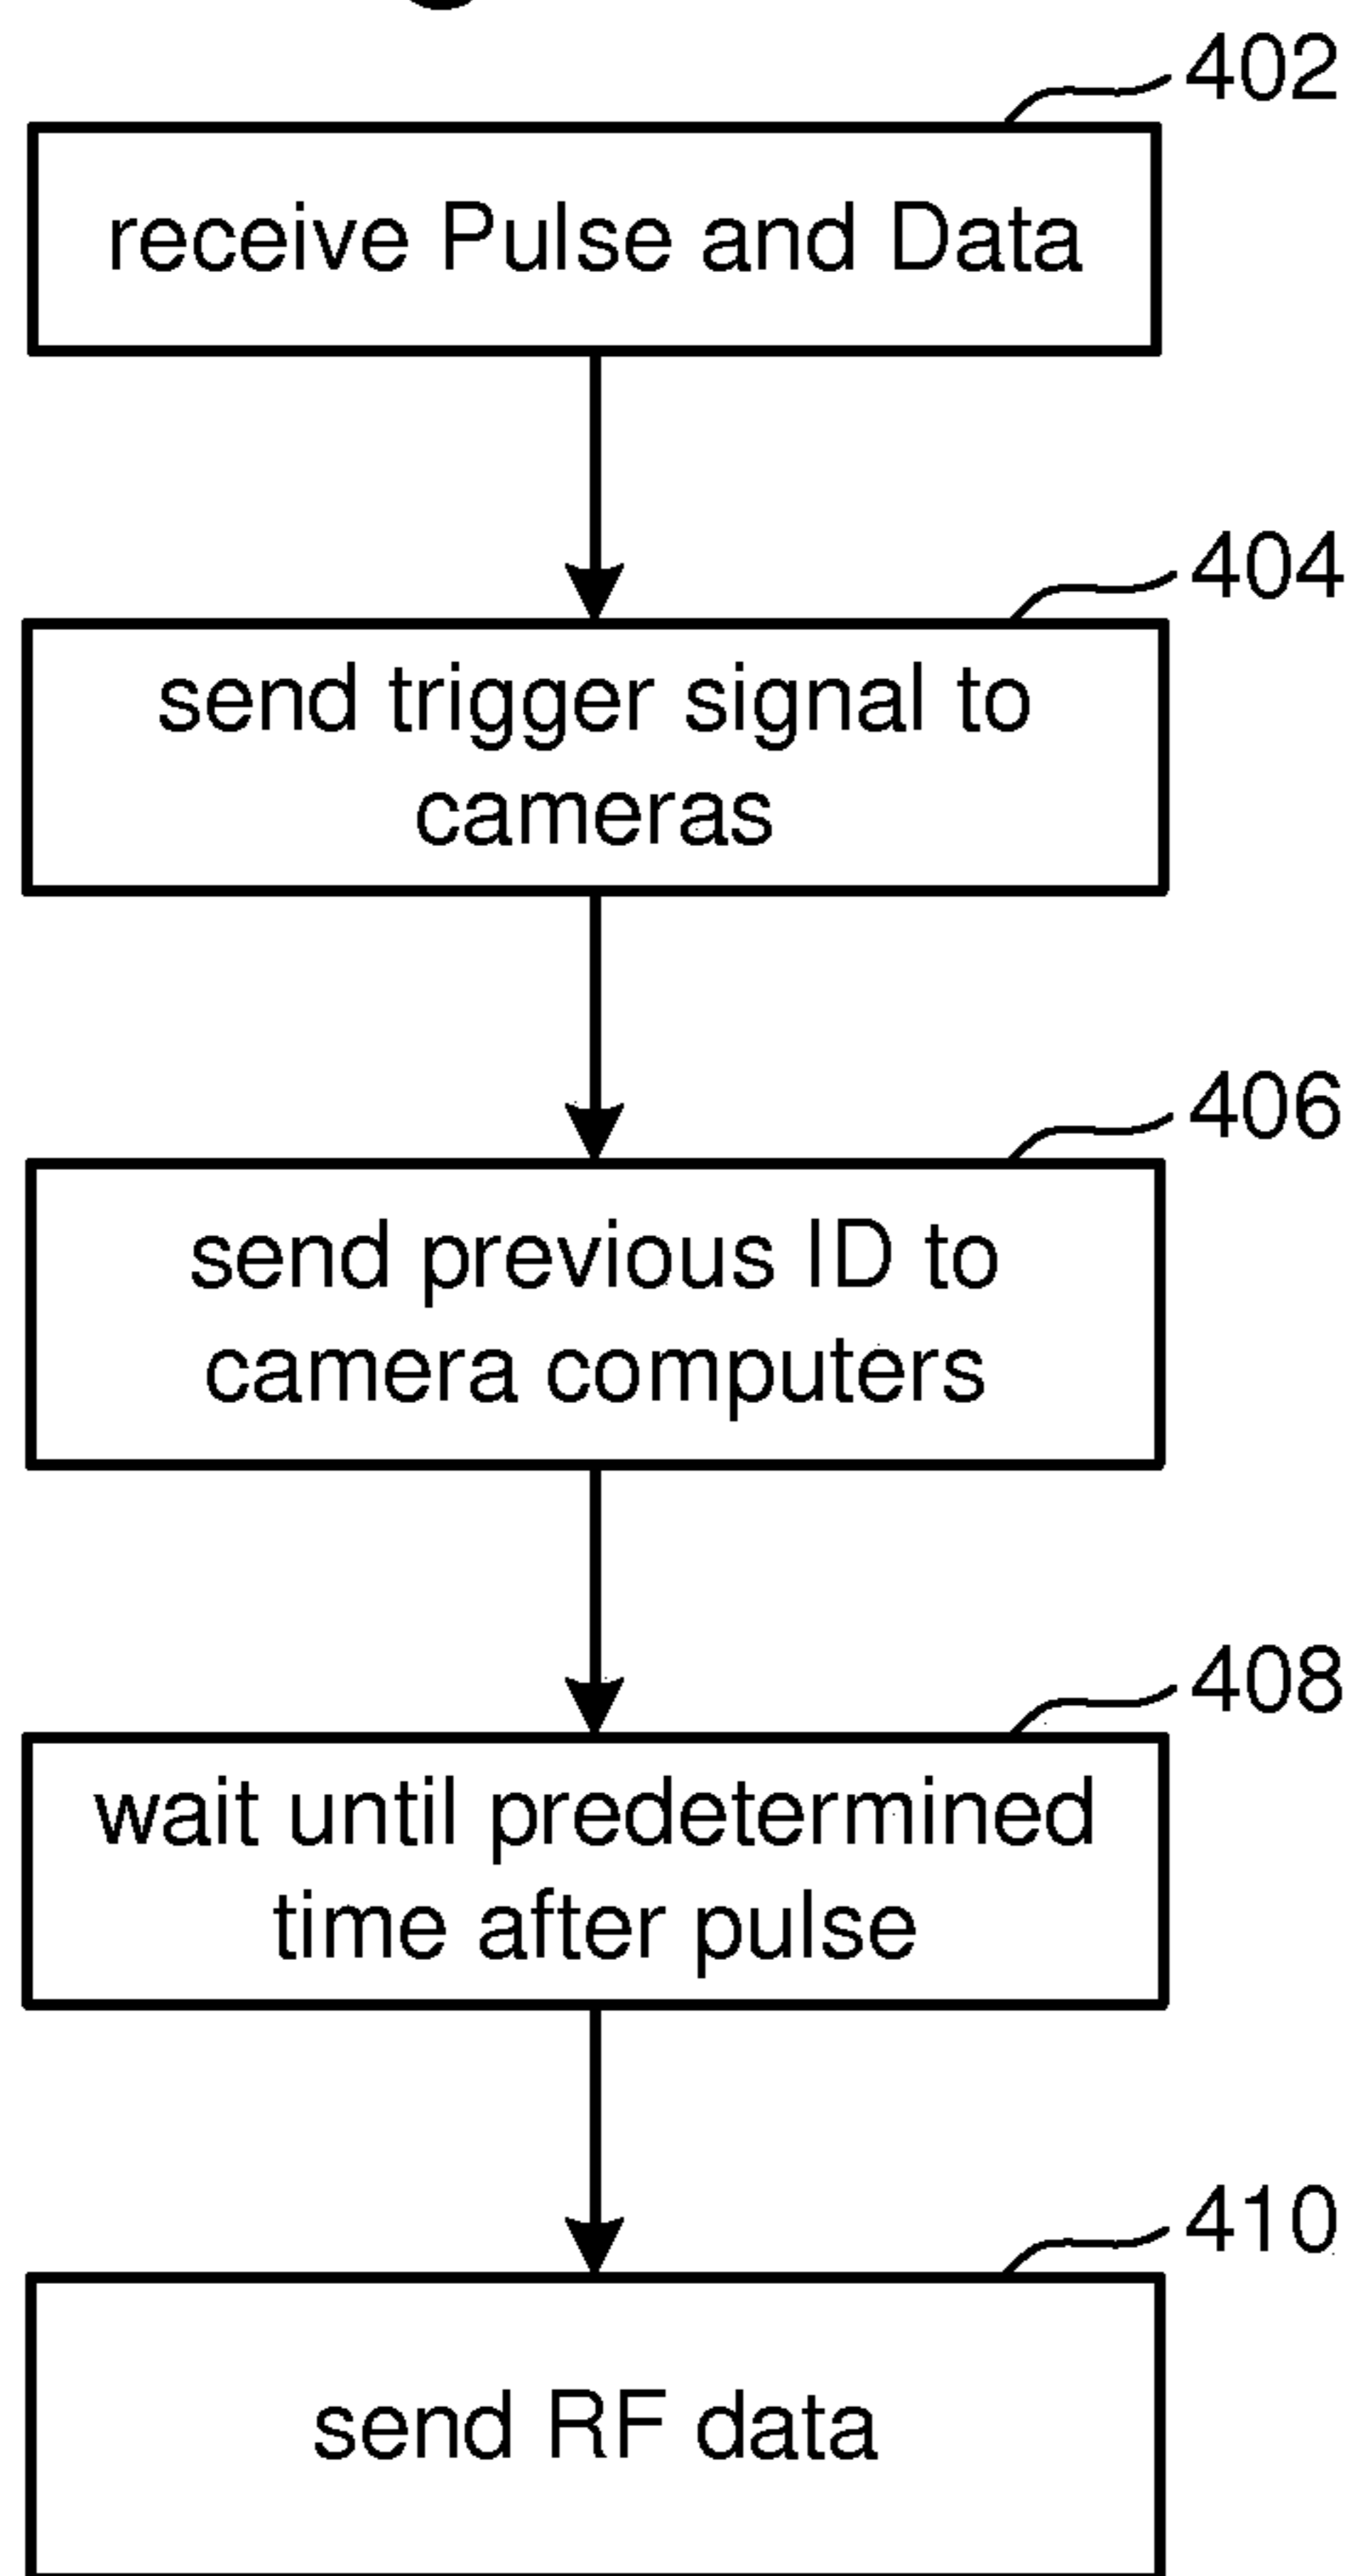 402
receive Pulse and Data
404
send trigger signal to
cameras
406
send previous ID to
camera computers
408
wait until predetermined
time after pulse
410
send RF data